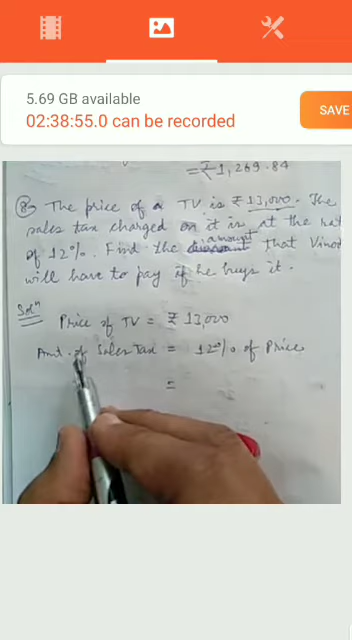 5.69 GB available
02:38:55.0 can be recorded
SAVE
= ₹ 1,269.84
Q The price of a TV is ₹ 13,000. The
sales tax charged on it is at the rate
of 12%. Find the amount that Vinod
will have to pay if he buys it.
Solⁿ
Price of TV = ₹ 13,000
Amt. of Sales Tax = 12% of Price
=